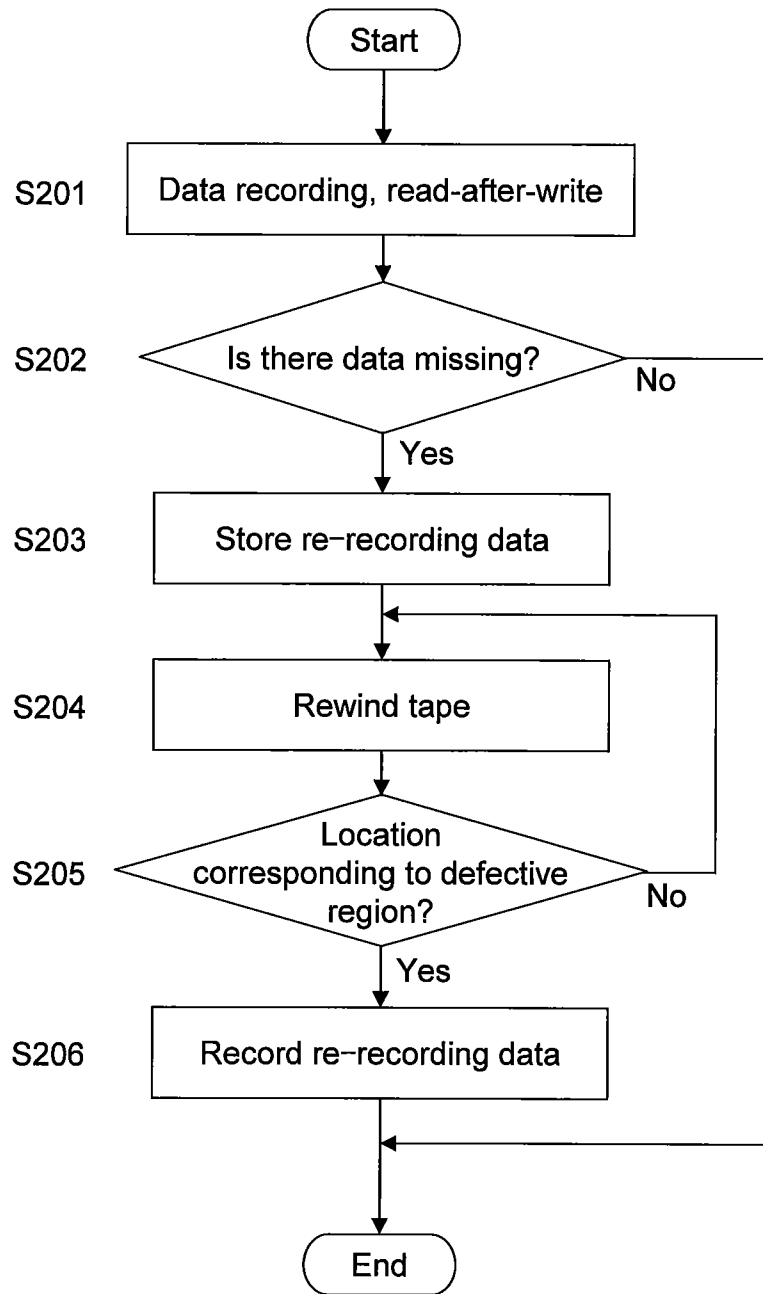 Start
S201
Data recording, read-after-write
S202
Is there data missing?
No
Yes
S203
Store re-recording data
S204
Rewind tape
S205
Location
corresponding to defective
region?
No
Yes
S206
Record re-recording data
End